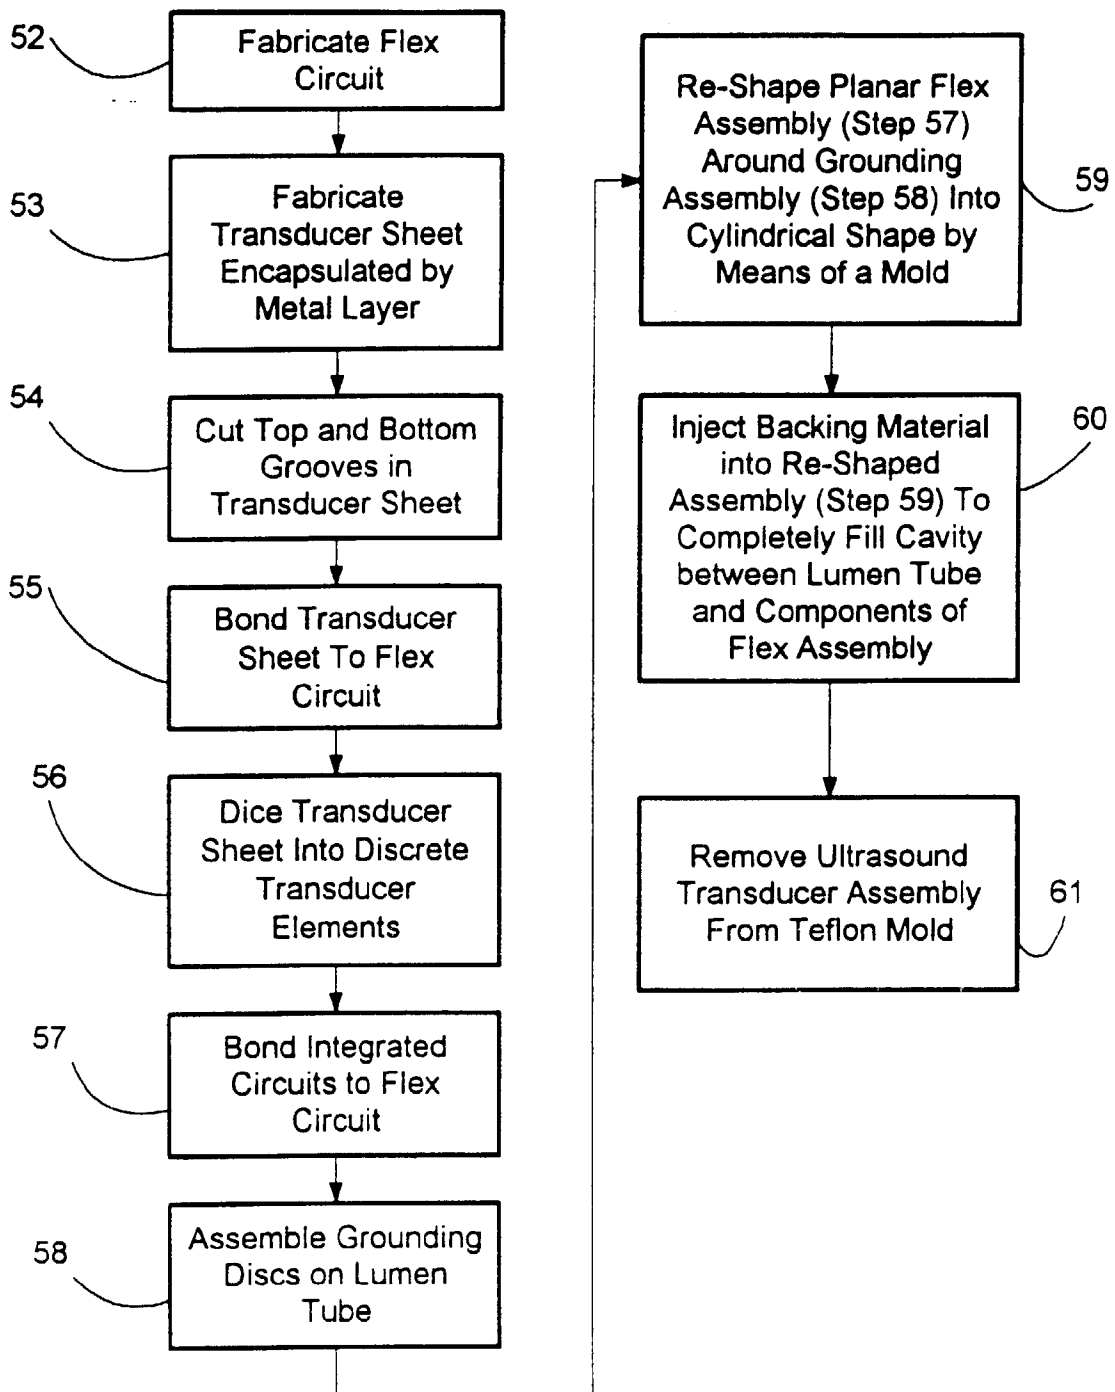 52
Fabricate Flex
Circuit
53
Fabricate
Transducer Sheet
Encapsulated by
Metal Layer
54
Cut Top and Bottom
Grooves in
Transducer Sheet
55
Bond Transducer
Sheet To Flex
Circuit
56
Dice Transducer
Sheet Into Discrete
Transducer
Elements
57
Bond Integrated
Circuits to Flex
Circuit
58
Assemble Grounding
Discs on Lumen
Tube
Re-Shape Planar Flex
Assembly (Step 57)
Around Grounding
Assembly (Step 58) Into
Cylindrical Shape by
Means of a Mold
59
Inject Backing Material
into Re-Shaped
Assembly (Step 59) To
Completely Fill Cavity
between Lumen Tube
and Components of
Flex Assembly
60
Remove Ultrasound
Transducer Assembly
From Teflon Mold
61